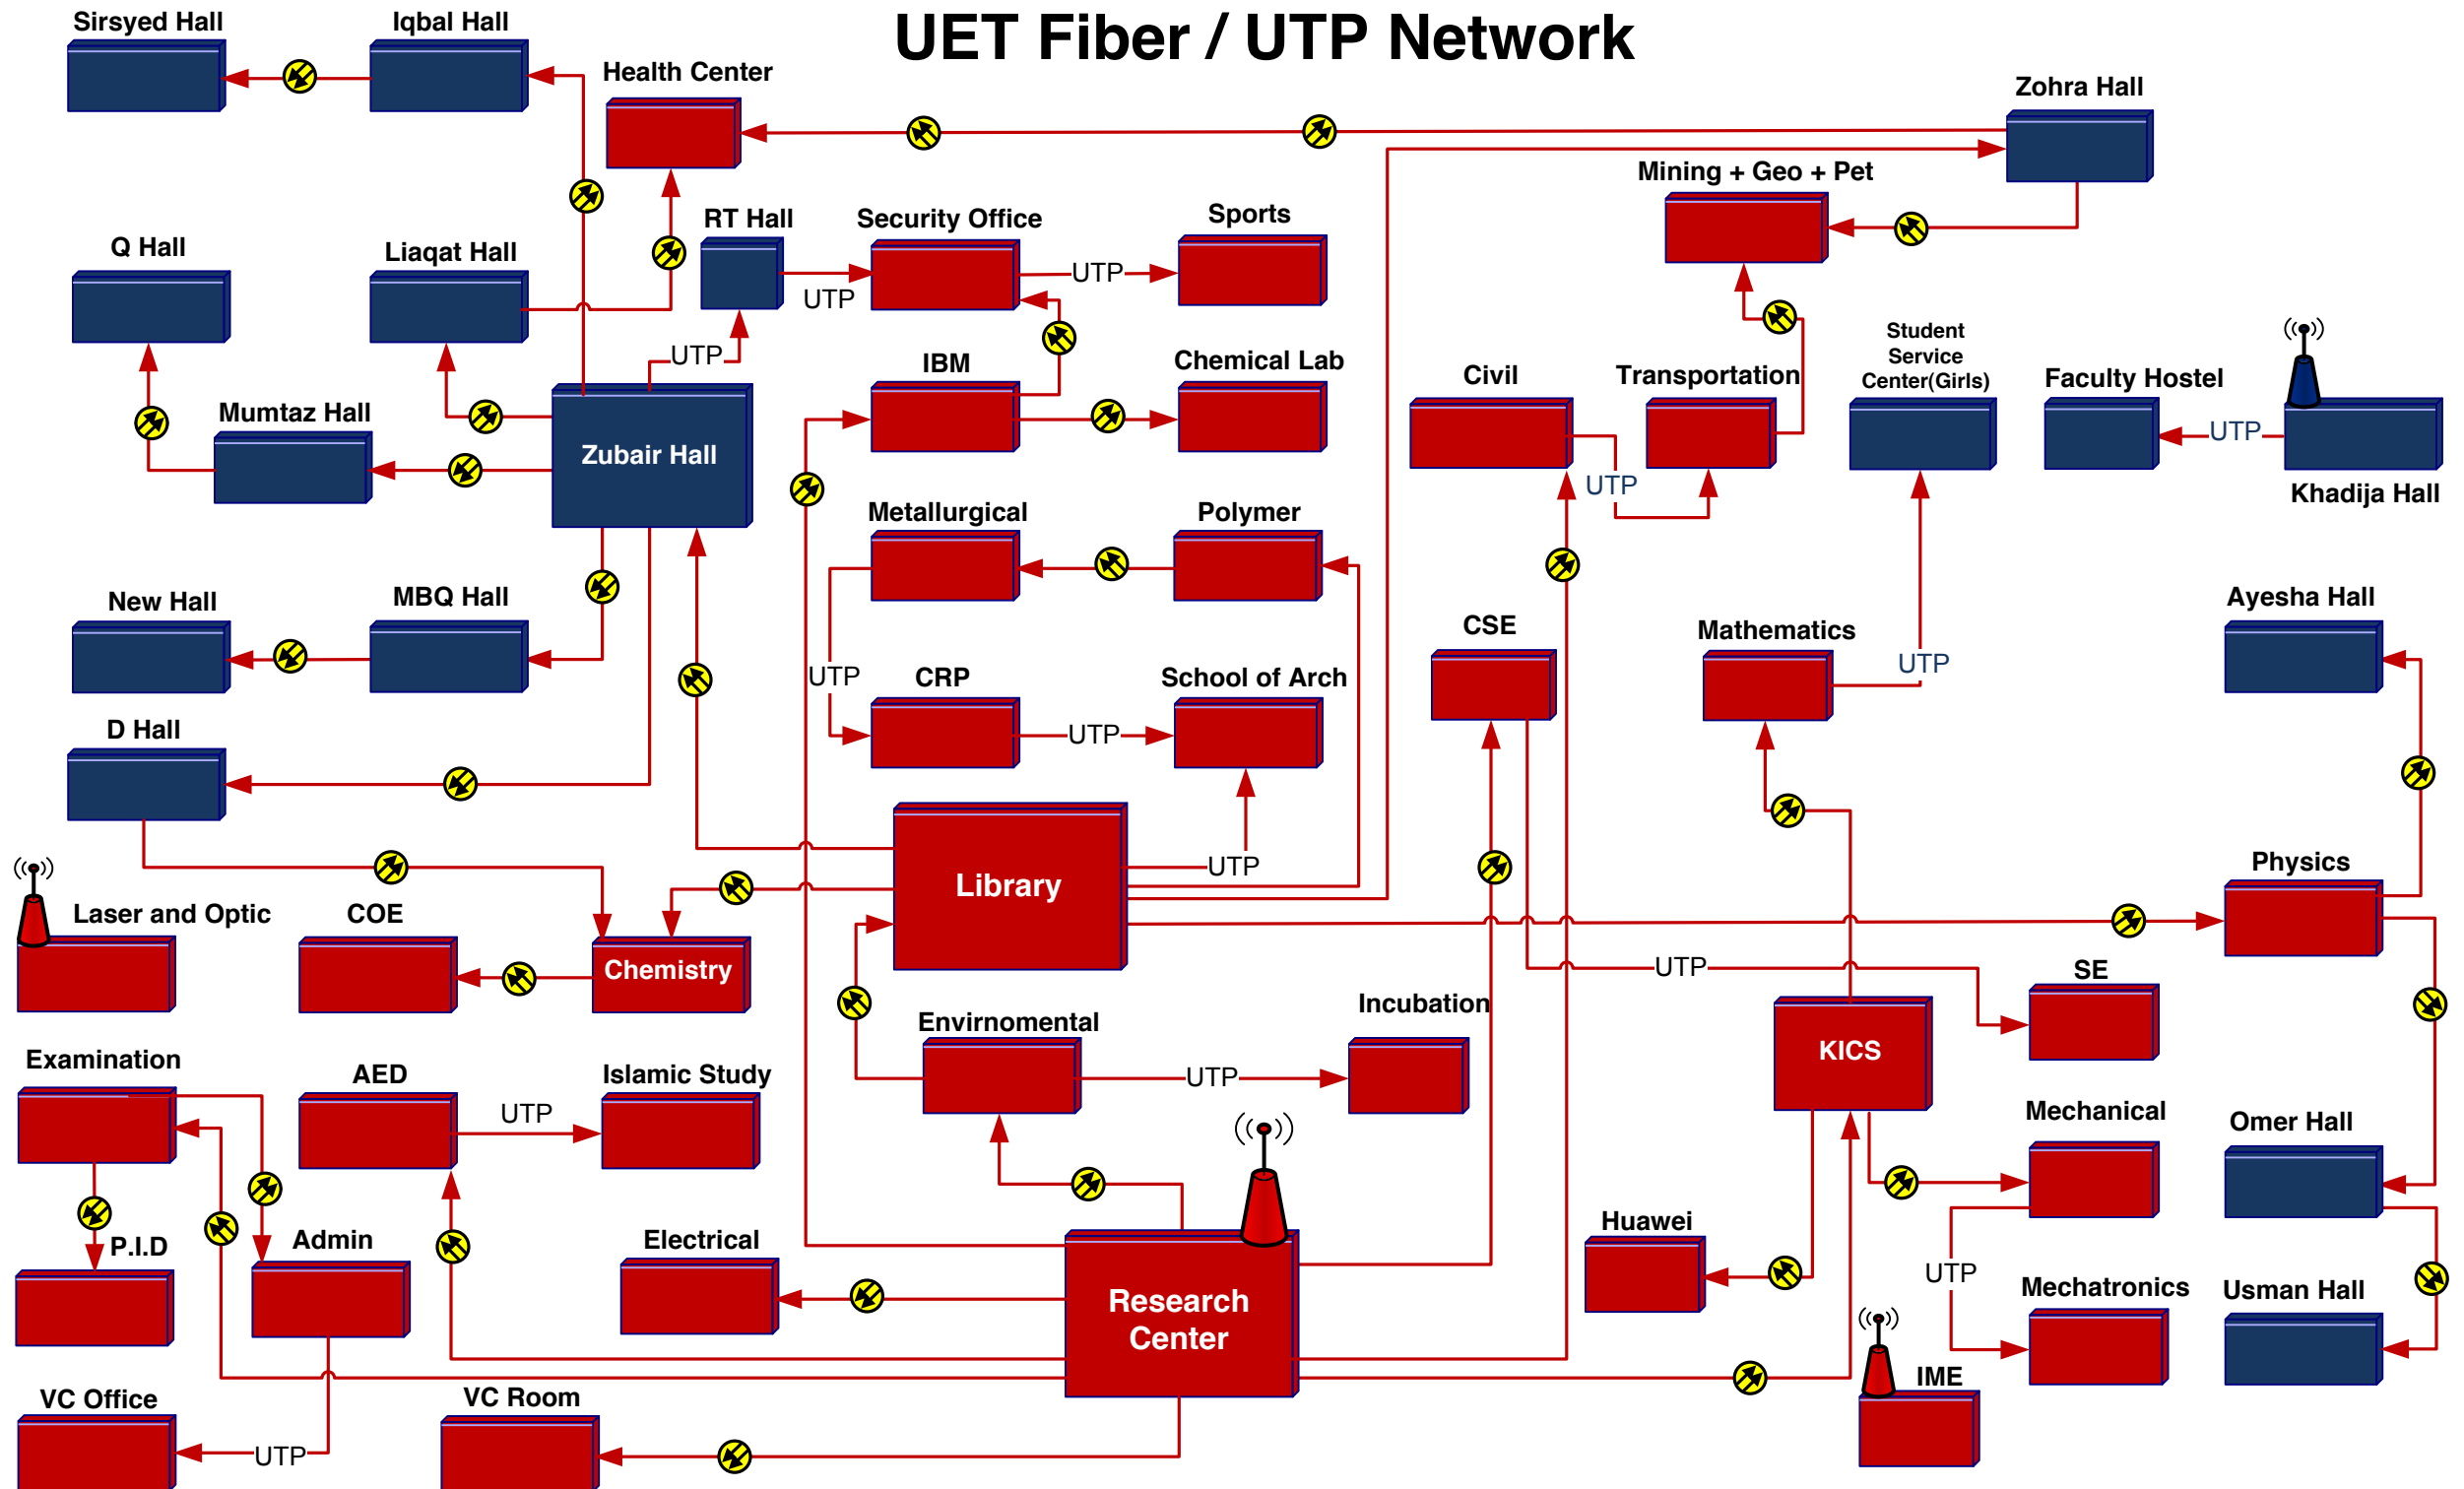 UET Fiber / UTP Network
Sirsyed Hall
Iqbal Hall
Health Center
Zohra Hall
Mining + Geo + Pet
Q Hall
Liaqat Hall
RT Hall
Security Office
Sports
UTP
UTP
UTP
Mumtaz Hall
Zubair Hall
IBM
Chemical Lab
Civil
Transportation
Student
Service
Center(Girls)
Faculty Hostel
UTP
Khadija Hall
UTP
Metallurgical
Polymer
New Hall
MBQ Hall
CSE
Mathematics
Ayesha Hall
UTP
UTP
CRP
School of Arch
UTP
D Hall
Library
UTP
Physics
Laser and Optic
COE
Chemistry
UTP
SE
Envirnomental
Incubation
UTP
KICS
Examination
AED
Islamic Study
UTP
Mechanical
Omer Hall
P.I.D
Admin
Electrical
Research
Center
Huawei
UTP
Mechatronics
Usman Hall
IME
VC Office
UTP
VC Room